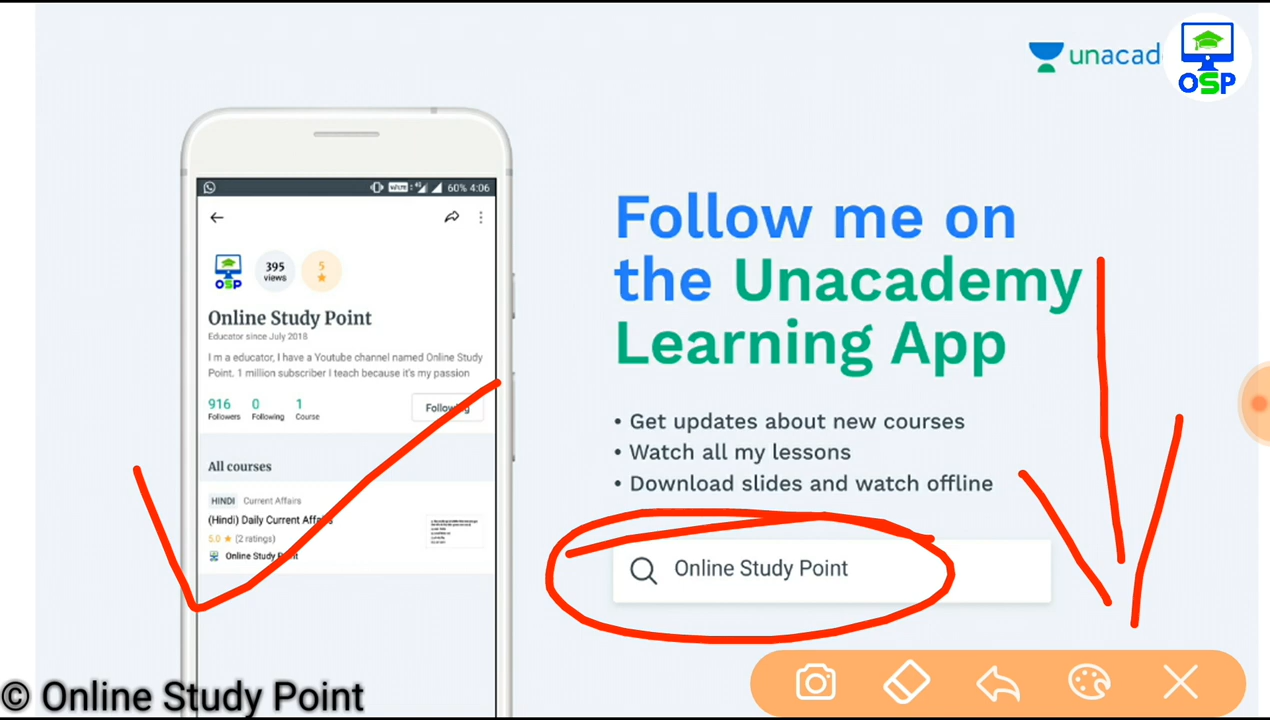 unacad
OSP
60% 4:06
OSP
395
views
5
Online Study Point
Educator since July 2018
I m a educator, I have a Youtube channel named Online Study
Point. 1 million subscriber I teach because it's my passion
916 0 1
Followers Following Course
Following
All courses
HINDI Current Affairs
(Hindi) Daily Current Affairs
5.0 ★ (2 ratings)
Online Study Point
Follow me on
the Unacademy
Learning App
• Get updates about new courses
• Watch all my lessons
• Download slides and watch offline
Online Study Point
© Online Study Point